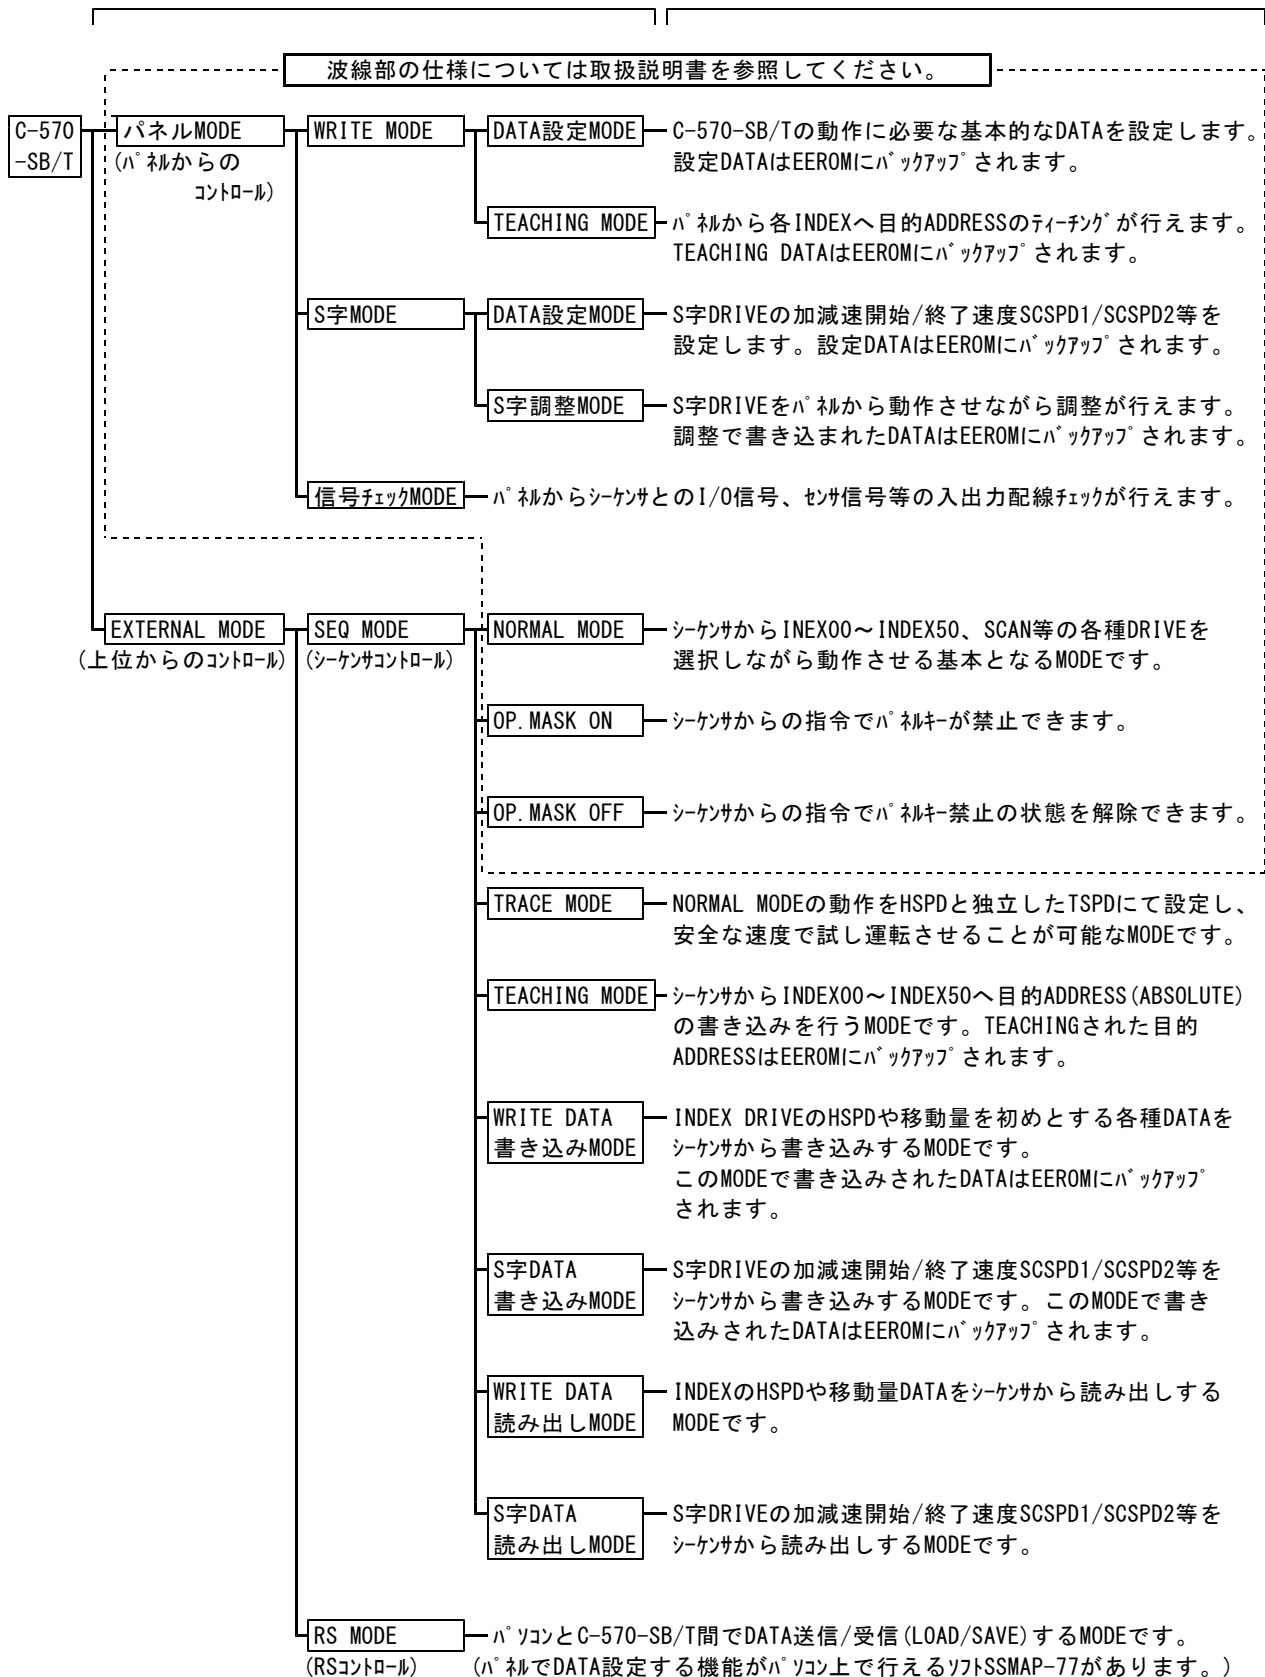 波線部の仕様については取扱説明書を参照してください。
C-570
-SB/T
パネルMODE
(ﾊﾟﾈﾙからの
ｺﾝﾄﾛｰﾙ)
WRITE MODE
DATA設定MODE
C-570-SB/Tの動作に必要な基本的なDATAを設定します。
設定DATAはEEROMにﾊﾞｯｸｱｯﾌﾟされます。
TEACHING MODE
ﾊﾟﾈﾙから各INDEXへ目的ADDRESSのﾃｨｰﾁﾝｸﾞが行えます。
TEACHING DATAはEEROMにﾊﾞｯｸｱｯﾌﾟされます。
S字MODE
DATA設定MODE
S字DRIVEの加減速開始/終了速度SCSPD1/SCSPD2等を
設定します。設定DATAはEEROMにﾊﾞｯｸｱｯﾌﾟされます。
S字調整MODE
S字DRIVEをﾊﾟﾈﾙから動作させながら調整が行えます。
調整で書き込まれたDATAはEEROMにﾊﾞｯｸｱｯﾌﾟされます。
信号ﾁｪｯｸMODE
ﾊﾟﾈﾙからｼｰｹﾝｻとのI/O信号、ｾﾝｻ信号等の入出力配線ﾁｪｯｸが行えます。
EXTERNAL MODE
(上位からのｺﾝﾄﾛｰﾙ)
SEQ MODE
(ｼｰｹﾝｻｺﾝﾄﾛｰﾙ)
NORMAL MODE
ｼｰｹﾝｻからINEX00～INDEX50、SCAN等の各種DRIVEを
選択しながら動作させる基本となるMODEです。
OP.MASK ON
ｼｰｹﾝｻからの指令でﾊﾟﾈﾙｷｰが禁止できます。
OP.MASK OFF
ｼｰｹﾝｻからの指令でﾊﾟﾈﾙｷｰ禁止の状態を解除できます。
TRACE MODE
NORMAL MODEの動作をHSPDと独立したTSPDにて設定し、
安全な速度で試し運転させることが可能なMODEです。
TEACHING MODE
ｼｰｹﾝｻからINDEX00～INDEX50へ目的ADDRESS(ABSOLUTE)
の書き込みを行うMODEです。TEACHINGされた目的
ADDRESSはEEROMにﾊﾞｯｸｱｯﾌﾟされます。
WRITE DATA
書き込みMODE
INDEX DRIVEのHSPDや移動量を初めとする各種DATAを
ｼｰｹﾝｻから書き込みするMODEです。
このMODEで書き込みされたDATAはEEROMにﾊﾞｯｸｱｯﾌﾟ
されます。
S字DATA
書き込みMODE
S字DRIVEの加減速開始/終了速度SCSPD1/SCSPD2等を
ｼｰｹﾝｻから書き込みするMODEです。このMODEで書き
込みされたDATAはEEROMにﾊﾞｯｸｱｯﾌﾟされます。
WRITE DATA
読み出しMODE
INDEXのHSPDや移動量DATAをｼｰｹﾝｻから読み出しする
MODEです。
S字DATA
読み出しMODE
S字DRIVEの加減速開始/終了速度SCSPD1/SCSPD2等を
ｼｰｹﾝｻから読み出しするMODEです。
RS MODE
(RSｺﾝﾄﾛｰﾙ)
ﾊﾟｿｺﾝとC-570-SB/T間でDATA送信/受信(LOAD/SAVE)するMODEです。
(ﾊﾟﾈﾙでDATA設定する機能がﾊﾟｿｺﾝ上で行えるｿﾌﾄSSMAP-77があります。)